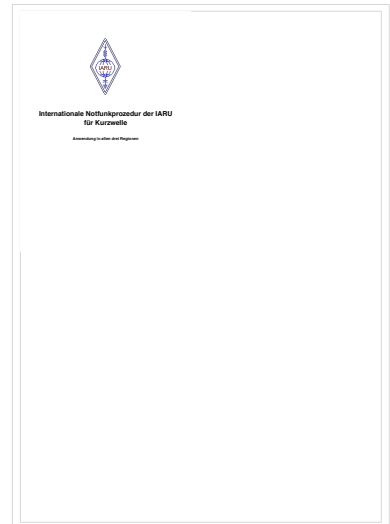 IARU
Internationale Notfunkprozedur der IARU
für Kurzwelle
Anwendung in allen drei Regionen